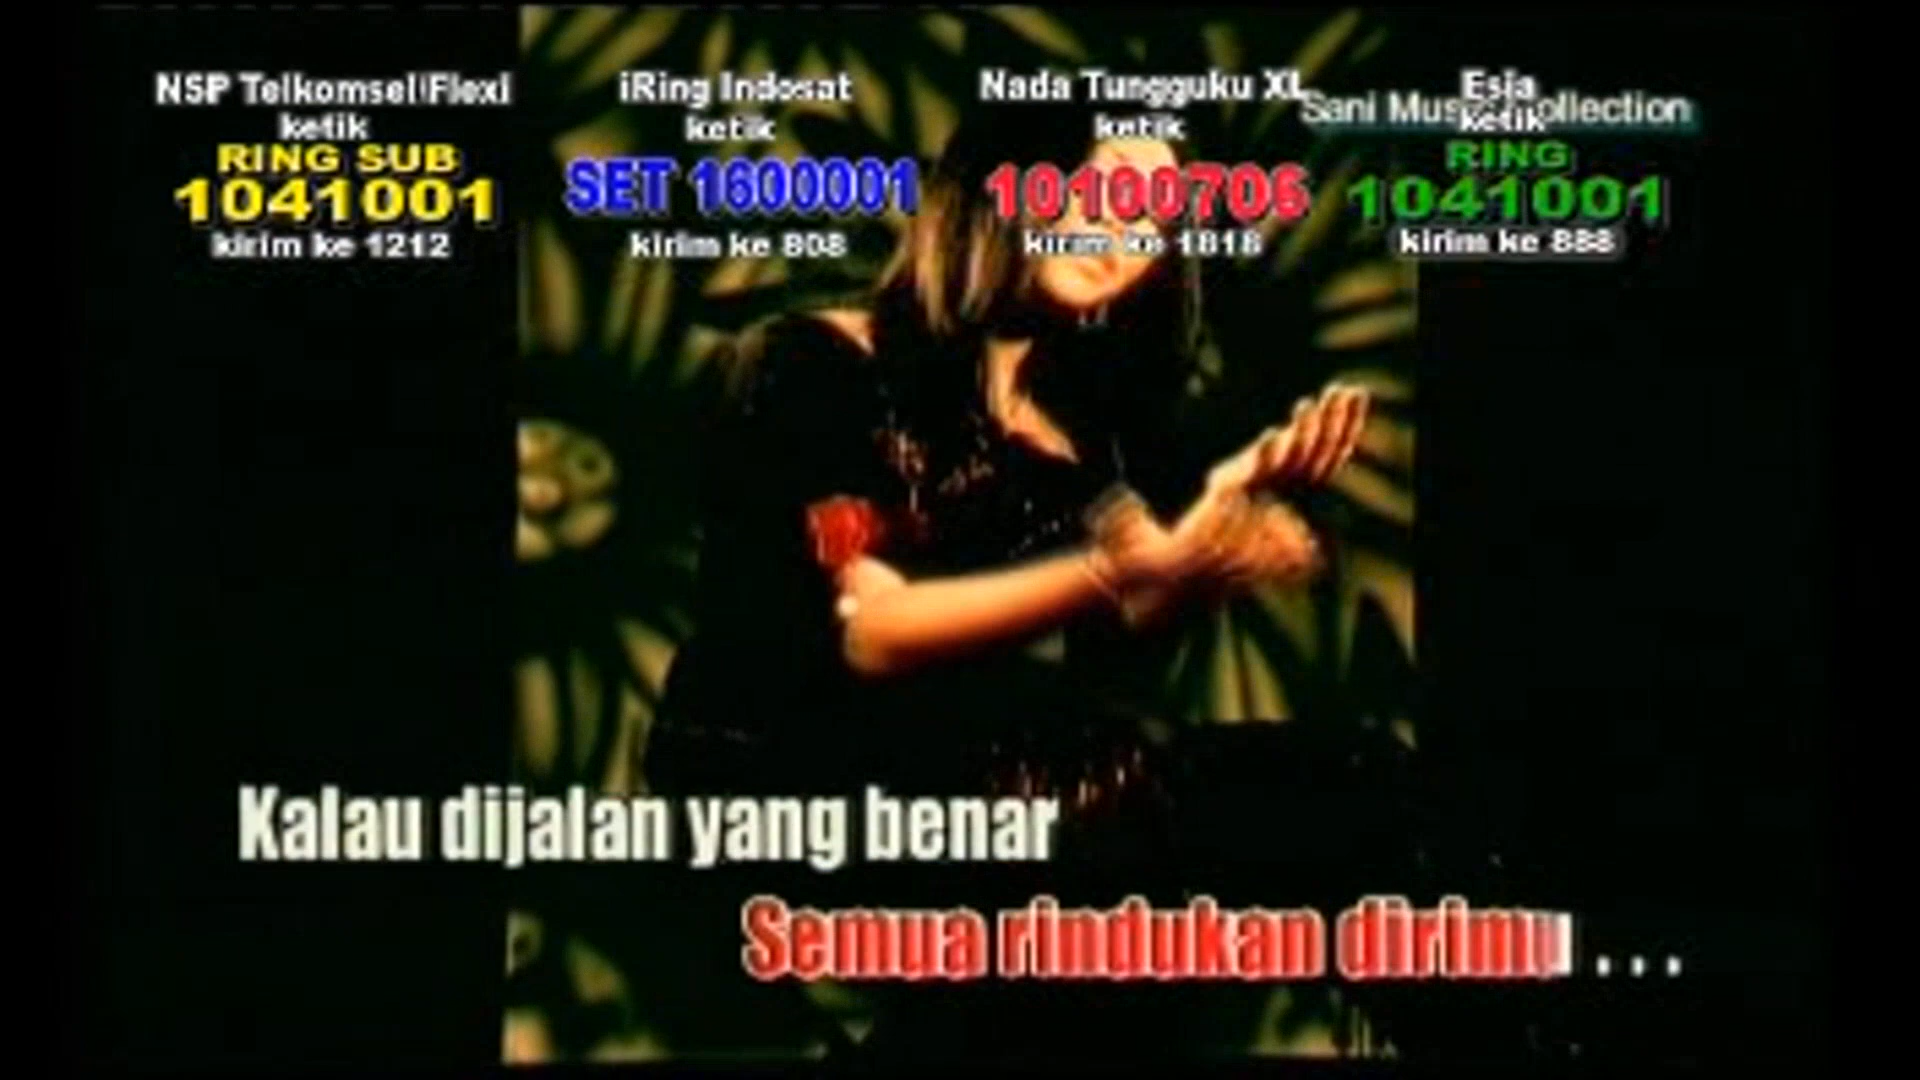 NSP Telkomsel/Flexi
ketik
RING SUB
1041001
kirim ke 1212
iRing Indosat
ketik
SET 1600001
kirim ke 808
Nada Tungguku XL
ketik
10100706
kirim ke 1818
Esia
ketik
RING
1041001
kirim ke 888
Sani Music Collection
Kalau dijalan yang benar
Semua rindukan dirimu . . .